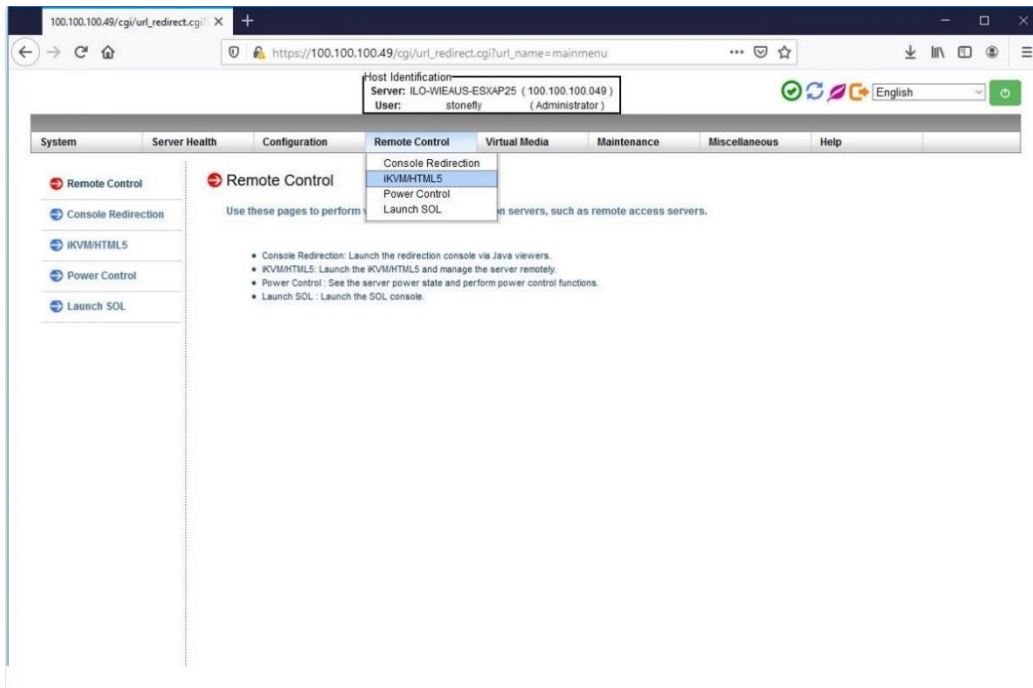 100.100.100.49/cgi/url_redirect.cgi?
https://100.100.100.49/cgi/url_redirect.cgi?url_name=mainmenu
Host Identification
Server: ILO-WIEAUS-ESXAP25 ( 100.100.100.049 )
User: stonefly ( Administrator )
English
System Server Health Configuration Remote Control Virtual Media Maintenance Miscellaneous Help
Console Redirection
iKVM/HTML5
Power Control
Launch SOL
Remote Control
Console Redirection
iKVM/HTML5
Power Control
Launch SOL
Remote Control
Use these pages to perform on servers, such as remote access servers.
Console Redirection: Launch the redirection console via Java viewers.
iKVM/HTML5: Launch the iKVM/HTML5 and manage the server remotely.
Power Control : See the server power state and perform power control functions.
Launch SOL : Launch the SOL console.